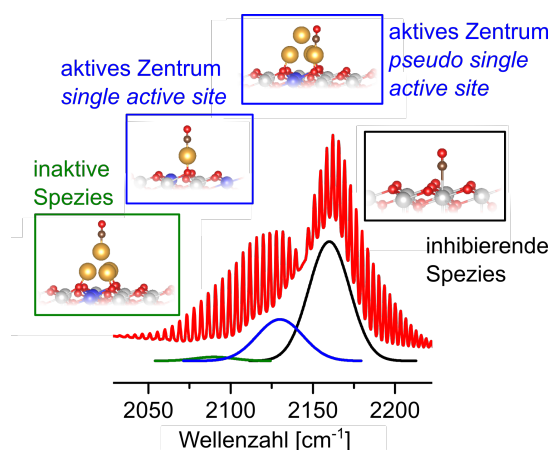 aktives Zentrum
single active site
aktives Zentrum
pseudo single
active site
inaktive
Spezies
inhibierende
Spezies
2050 2100 2150 2200
Wellenzahl [cm-1]